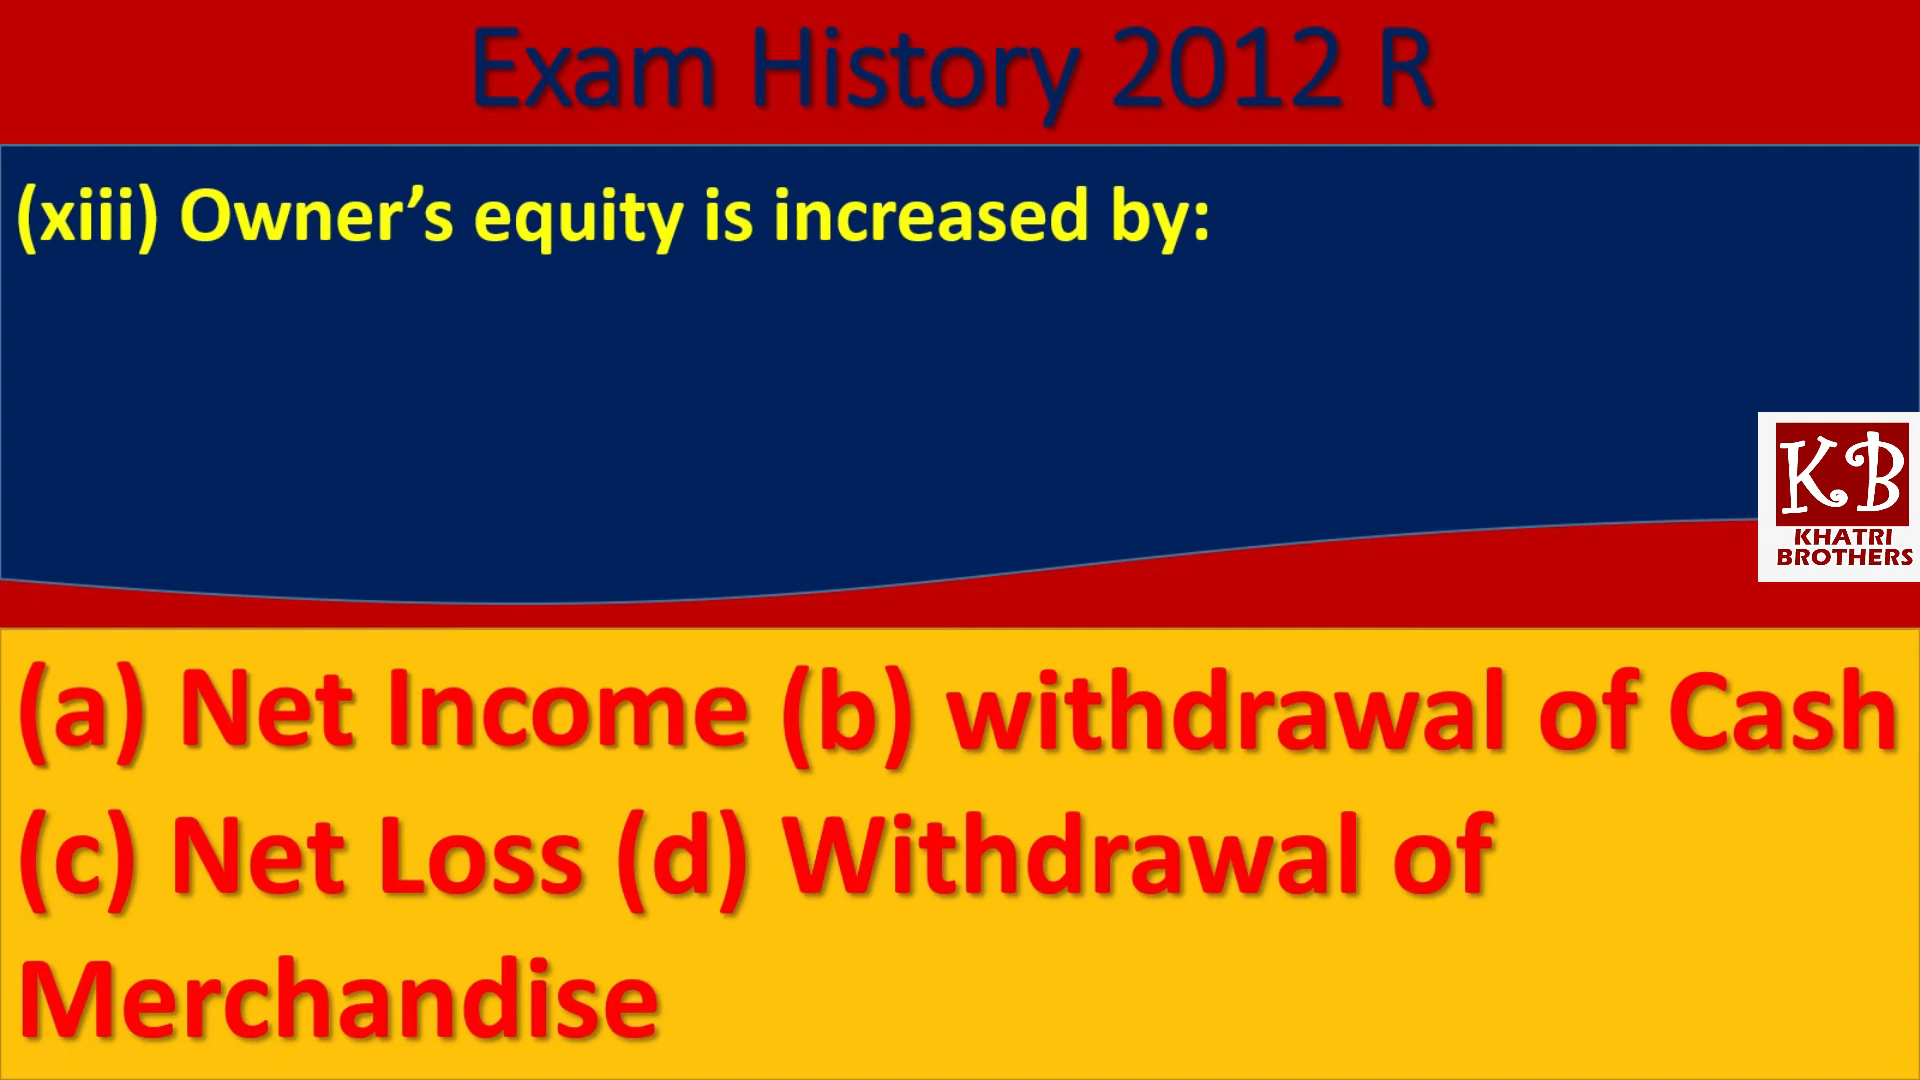 Exam History 2012 R
(xiii) Owner’s equity is increased by:
KB
KHATRI
BROTHERS
(a) Net Income (b) withdrawal of Cash
(c) Net Loss (d) Withdrawal of
Merchandise